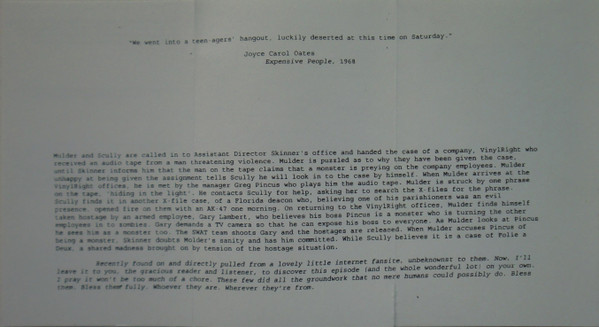 "We went into a teen-agers' hangout, luckily deserted at this time on Saturday."
Joyce Carol Oates
Expensive People, 1968
Mulder and Scully are called in to Assistant Director Skinner's office and handed the case of a company, VinylRight who
received an audio tape from a man threatening violence. Mulder is puzzled as to why they have been given the case,
until Skinner informs him that the man on the tape claims that a monster is preying on the company employees. Mulder
unhappy at being given the assignment tells Scully he will look in to the case by himself. When Mulder arrives at the
VinylRight offices, he is met by the manager Greg Pincus who plays him the audio tape. Mulder is struck by one phrase
on the tape, 'hiding in the light'. He contacts Scully for help, asking her to search the X-Files for the phrase.
Scully finds it in another X-file case, of a Florida deacon who, believing one of his parishoners was an evil
presence, opened fire on them with an AK-47 one morning. On returning to the VinylRight offices, Mulder finds himself
taken hostage by an armed employee, Gary Lambert, who believes his boss Pincus is a monster who is turning the other
employees in to zombies. Gary demands a TV camera so that he can expose his boss to everyone. As Mulder looks at Pincus
he sees him as a monster too. The SWAT team shoots Gary and the hostages are released. When Mulder accuses Pincus of
being a monster, Skinner doubts Mulder's sanity and has him committed. While Scully believes it is a case of Folie a
Deux, a shared madness brought on by tension of the hostage situation.
Recently found on and directly pulled from a lovely little internet fansite, unbeknownst to them. Now, I'll
leave it to you, the gracious reader and listener, to discover this episode (and the whole wonderful lot) on your own.
I pray it won't be too much of a chore. These few did all the groundwork that no mere humans could possibly do. Bless
them. Bless them fully. Whoever they are. Wherever they're from.